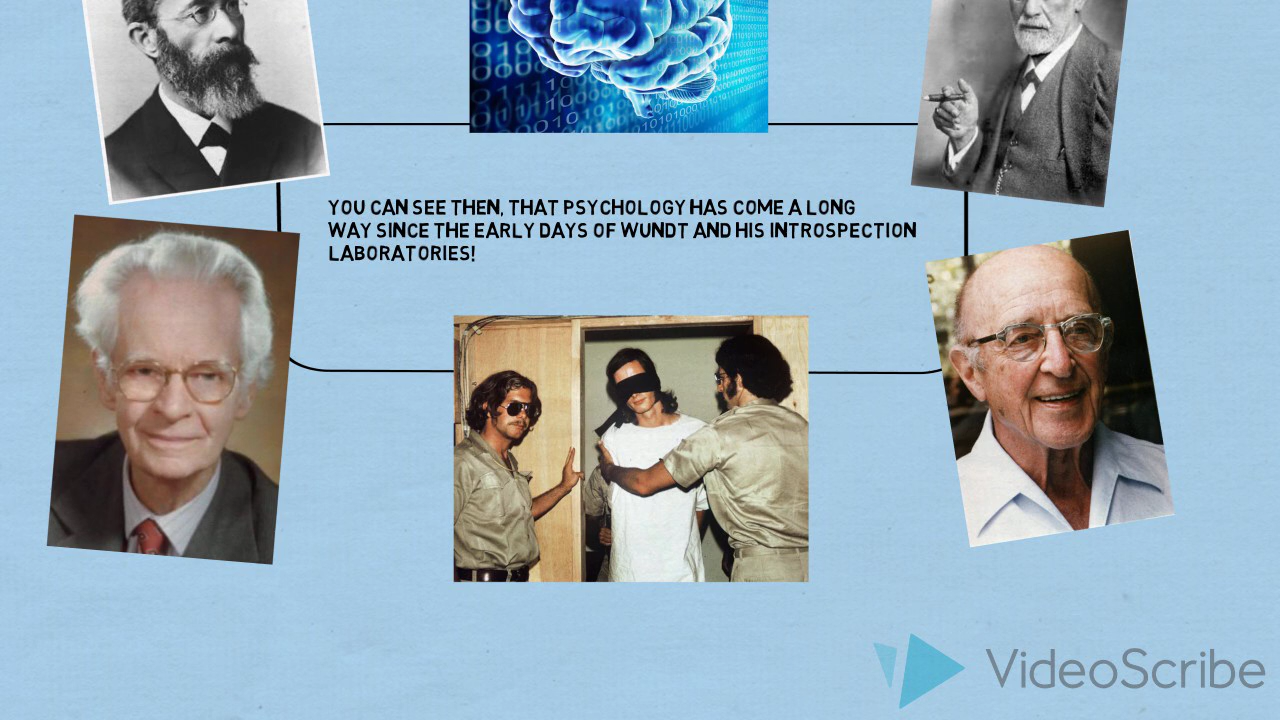 YOU CAN SEE THEN, THAT PSYCHOLOGY HAS COME A LONG
WAY SINCE THE EARLY DAYS OF WUNDT AND HIS INTROSPECTION
LABORATORIES!
VideoScribe